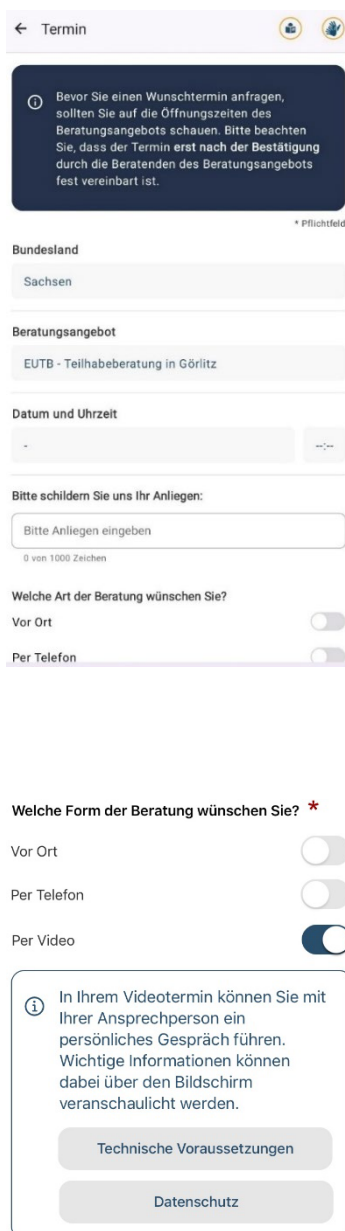 Termin
Bevor Sie einen Wunschtermin anfragen,
sollten Sie auf die Öffnungszeiten des
Beratungsangebots schauen. Bitte beachten
Sie, dass der Termin erst nach der Bestätigung
durch die Beratenden des Beratungsangebots
fest vereinbart ist.
* Pflichtfeld
Bundesland
Sachsen
Beratungsangebot
EUTB - Teilhabeberatung in Görlitz
Datum und Uhrzeit
- --:--
Bitte schildern Sie uns Ihr Anliegen:
Bitte Anliegen eingeben
0 von 1000 Zeichen
Welche Art der Beratung wünschen Sie?
Vor Ort
Per Telefon
Welche Form der Beratung wünschen Sie? *
Vor Ort
Per Telefon
Per Video
In Ihrem Videotermin können Sie mit
Ihrer Ansprechperson ein
persönliches Gespräch führen.
Wichtige Informationen können
dabei über den Bildschirm
veranschaulicht werden.
Technische Voraussetzungen
Datenschutz